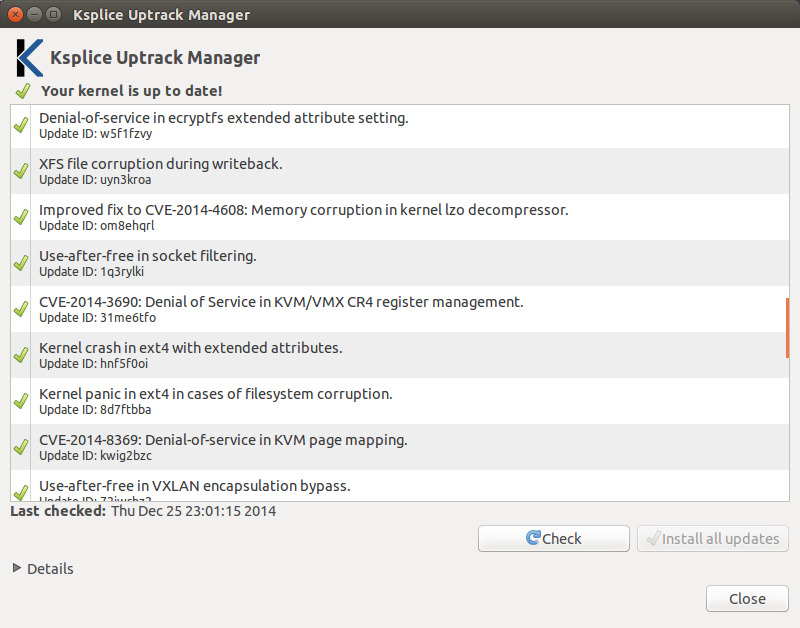 Ksplice Uptrack Manager
Ksplice Uptrack Manager
Your kernel is up to date!
Denial-of-service in ecryptfs extended attribute setting.
Update ID: w5f1fzvy
XFS file corruption during writeback.
Update ID: uyn3kroa
Improved fix to CVE-2014-4608: Memory corruption in kernel lzo decompressor.
Update ID: om8ehqrl
Use-after-free in socket filtering.
Update ID: 1q3rylki
CVE-2014-3690: Denial of Service in KVM/VMX CR4 register management.
Update ID: 31me6tfo
Kernel crash in ext4 with extended attributes.
Update ID: hnf5f0oi
Kernel panic in ext4 in cases of filesystem corruption.
Update ID: 8d7ftbba
CVE-2014-8369: Denial-of-service in KVM page mapping.
Update ID: kwig2bzc
Use-after-free in VXLAN encapsulation bypass.
Update ID:
Last checked: Thu Dec 25 23:01:15 2014
Check
Install all updates
Details
Close